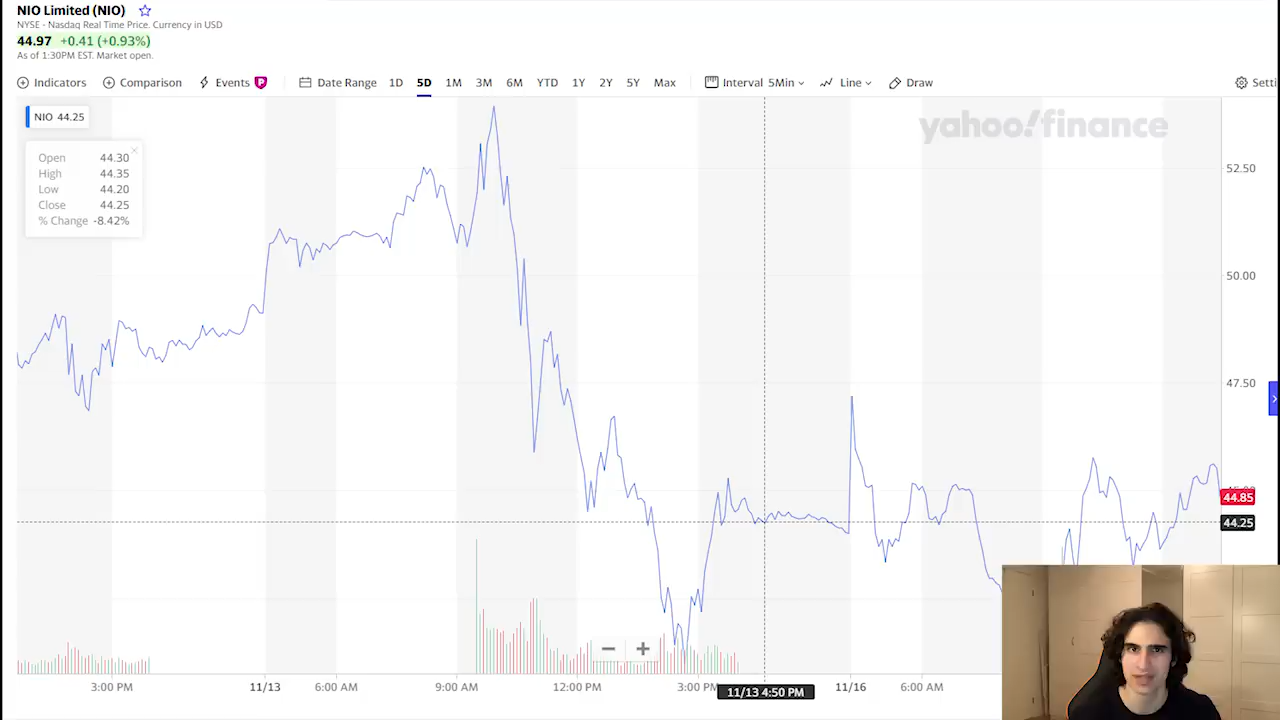 NIO Limited (NIO)
NYSE - Nasdaq Real Time Price. Currency in USD
44.97 +0.41 (+0.93%)
As of 1:30PM EST. Market open.
Indicators Comparison Events P Date Range 1D 5D 1M 3M 6M YTD 1Y 2Y 5Y Max Interval 5Min Line Draw Setti
NIO 44.25
yahoo!finance
Open 44.30
High 44.35
Low 44.20
Close 44.25
% Change -8.42%
52.50
50.00
47.50
44.85
44.25
3:00 PM 11/13 6:00 AM 9:00 AM 12:00 PM 3:00 PM 11/13 4:50 PM 11/16 6:00 AM